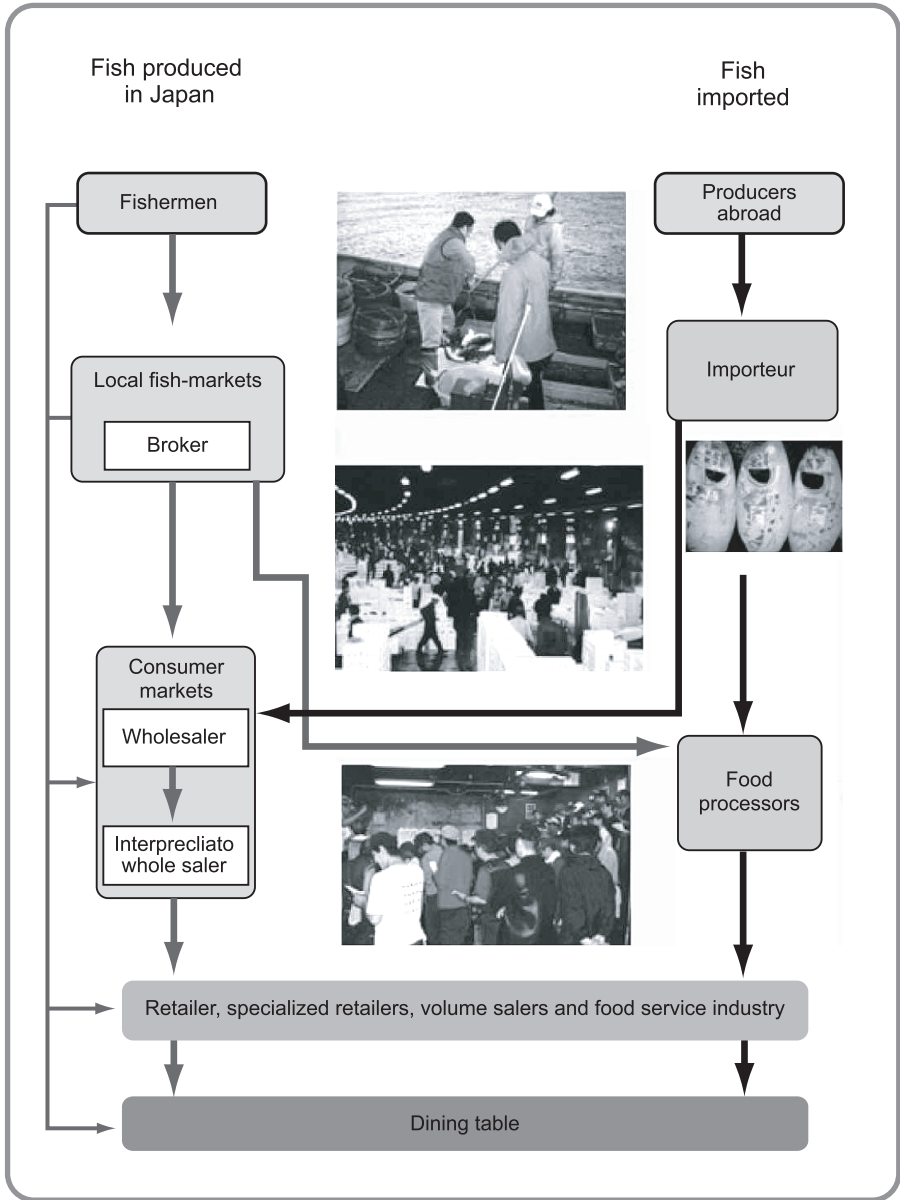 Fish produced
in Japan
Fish
imported
Fishermen
Producers
abroad
Local fish-markets
Broker
Importeur
Consumer
markets
Wholesaler
Interprecliato
whole saler
Food
processors
Retailer, specialized retailers, volume salers and food service industry
Dining table